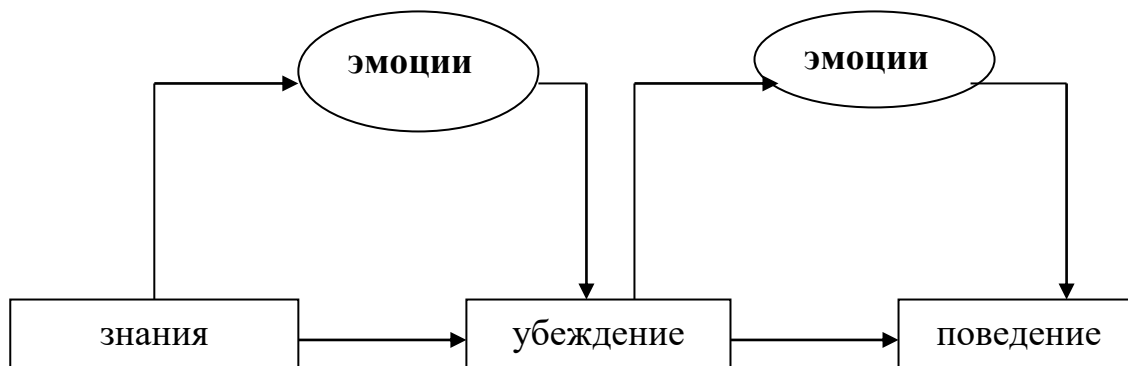 эмоции
эмоции
знания
убеждение
поведение